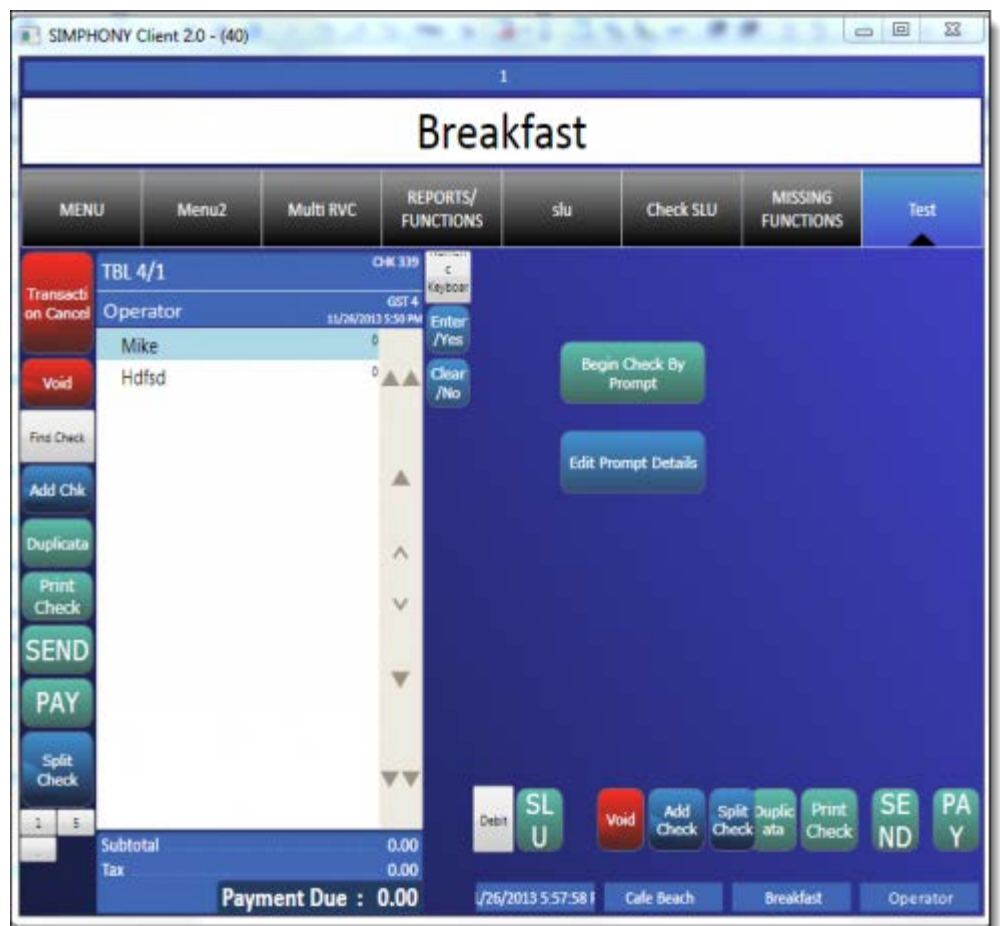 SIMPHONY Client 2.0 - (40)
1
Breakfast
MENU
Menu2
Multi RVC
REPORTS/
FUNCTIONS
slu
Check SLU
MISSING
FUNCTIONS
Test
Transacti
on Cancel
Void
Find Check
Add Chk
Duplicata
Print
Check
SEND
PAY
Split
Check
1 5
TBL 4/1
CHK 339
Operator
GST 4
11/26/2013 5:50 PM
Mike 0
Hdfsd 0
Subtotal 0.00
Tax 0.00
Payment Due : 0.00
c
Keyboar
Enter
/Yes
Clear
/No
Begin Check By
Prompt
Edit Prompt Details
Debit
SL
U
Void
Add
Check
Split
Check
Duplic
ata
Print
Check
SE
ND
PA
Y
1/26/2013 5:57:58 P
Cafe Beach
Breakfast
Operator